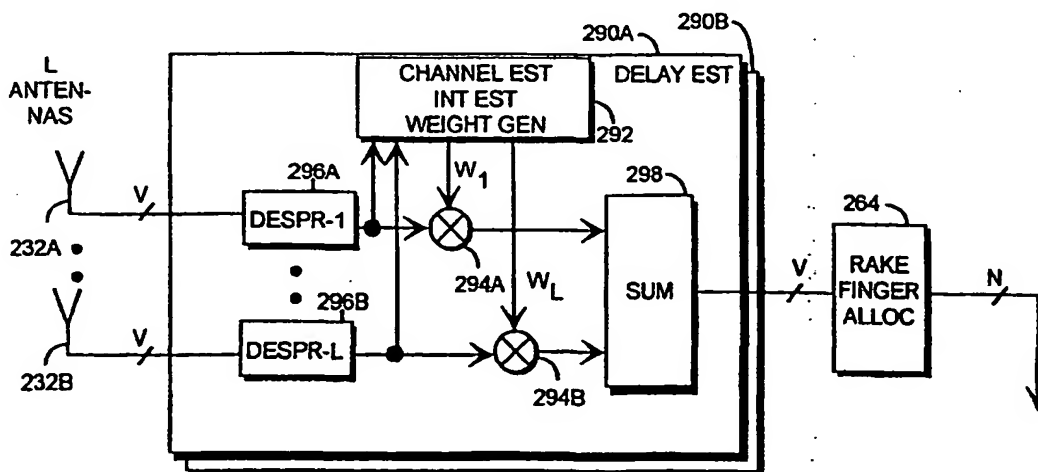 290A
290B
L
ANTEN-
NAS
CHANNEL EST
INT EST
WEIGHT GEN
292
DELAY EST
V
296A
DESPR-1
W1
294A
298
SUM
264
RAKE
FINGER
ALLOC
V
N
232A
V
296B
DESPR-L
WL
294B
232B